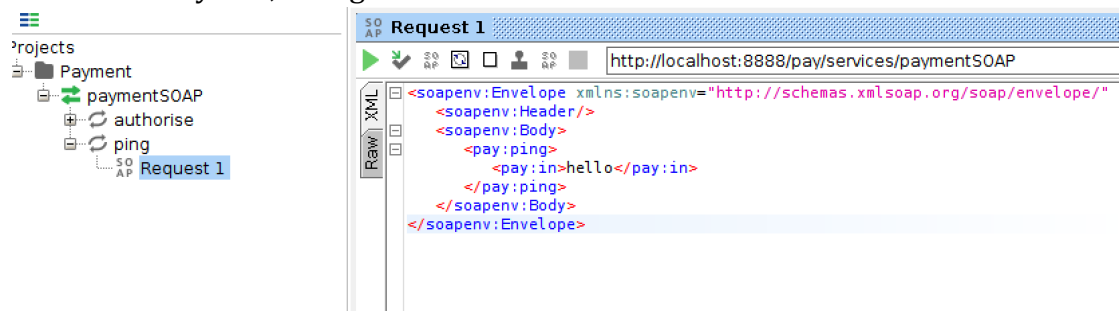 Projects
Payment
paymentSOAP
authorise
ping
SO AP Request 1
SO AP Request 1
http://localhost:8888/pay/services/paymentSOAP
XML
Raw
<soapenv:Envelope xmlns:soapenv="http://schemas.xmlsoap.org/soap/envelope/"
<soapenv:Header/>
<soapenv:Body>
<pay:ping>
<pay:in>hello</pay:in>
</pay:ping>
</soapenv:Body>
</soapenv:Envelope>